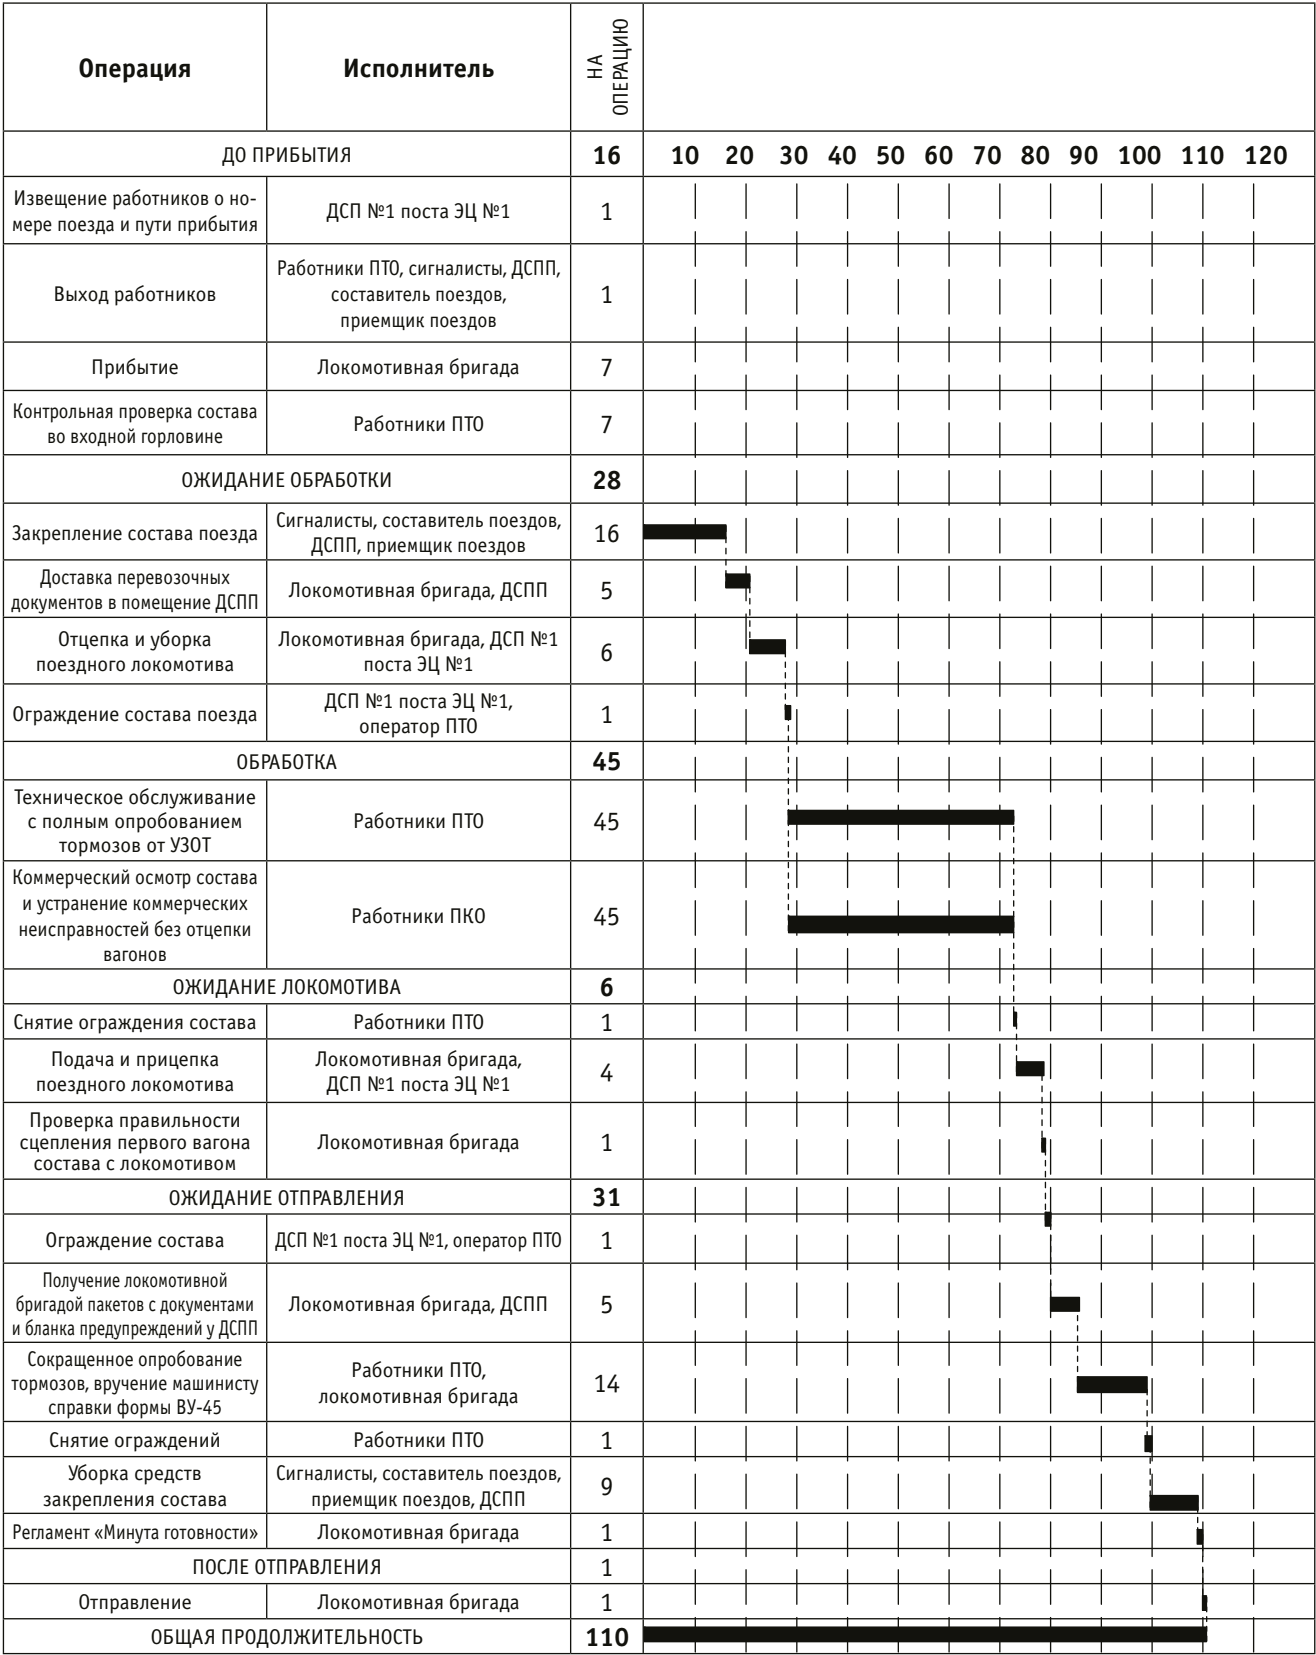 Операция
Исполнитель
НА
ОПЕРАЦИЮ
ДО ПРИБЫТИЯ 16 10 20 30 40 50 60 70 80 90 100 110 120
Извещение работников о но-
мере поезда и пути прибытия
ДСП №1 поста ЭЦ №1
1
Выход работников
Работники ПТО, сигналисты, ДСПП,
составитель поездов,
приемщик поездов
1
Прибытие
Локомотивная бригада
7
Контрольная проверка состава
во входной горловине
Работники ПТО
7
ОЖИДАНИЕ ОБРАБОТКИ 28
Закрепление состава поезда
Сигналисты, составитель поездов,
ДСПП, приемщик поездов
16
Доставка перевозочных
документов в помещение ДСПП
Локомотивная бригада, ДСПП
5
Отцепка и уборка
поездного локомотива
Локомотивная бригада, ДСП №1
поста ЭЦ №1
6
Ограждение состава поезда
ДСП №1 поста ЭЦ №1,
оператор ПТО
1
ОБРАБОТКА 45
Техническое обслуживание
с полным опробованием
тормозов от УЗОТ
Работники ПТО
45
Коммерческий осмотр состава
и устранение коммерческих
неисправностей без отцепки
вагонов
Работники ПКО
45
ОЖИДАНИЕ ЛОКОМОТИВА 6
Снятие ограждения состава
Работники ПТО
1
Подача и прицепка
поездного локомотива
Локомотивная бригада,
ДСП №1 поста ЭЦ №1
4
Проверка правильности
сцепления первого вагона
состава с локомотивом
Локомотивная бригада
1
ОЖИДАНИЕ ОТПРАВЛЕНИЯ 31
Ограждение состава
ДСП №1 поста ЭЦ №1, оператор ПТО
1
Получение локомотивной
бригадой пакетов с документами
и бланка предупреждений у ДСПП
Локомотивная бригада, ДСПП
5
Сокращенное опробование
тормозов, вручение машинисту
справки формы ВУ-45
Работники ПТО,
локомотивная бригада
14
Снятие ограждений
Работники ПТО
1
Уборка средств
закрепления состава
Сигналисты, составитель поездов,
приемщик поездов, ДСПП
9
Регламент «Минута готовности»
Локомотивная бригада
1
ПОСЛЕ ОТПРАВЛЕНИЯ 1
Отправление
Локомотивная бригада
1
ОБЩАЯ ПРОДОЛЖИТЕЛЬНОСТЬ 110